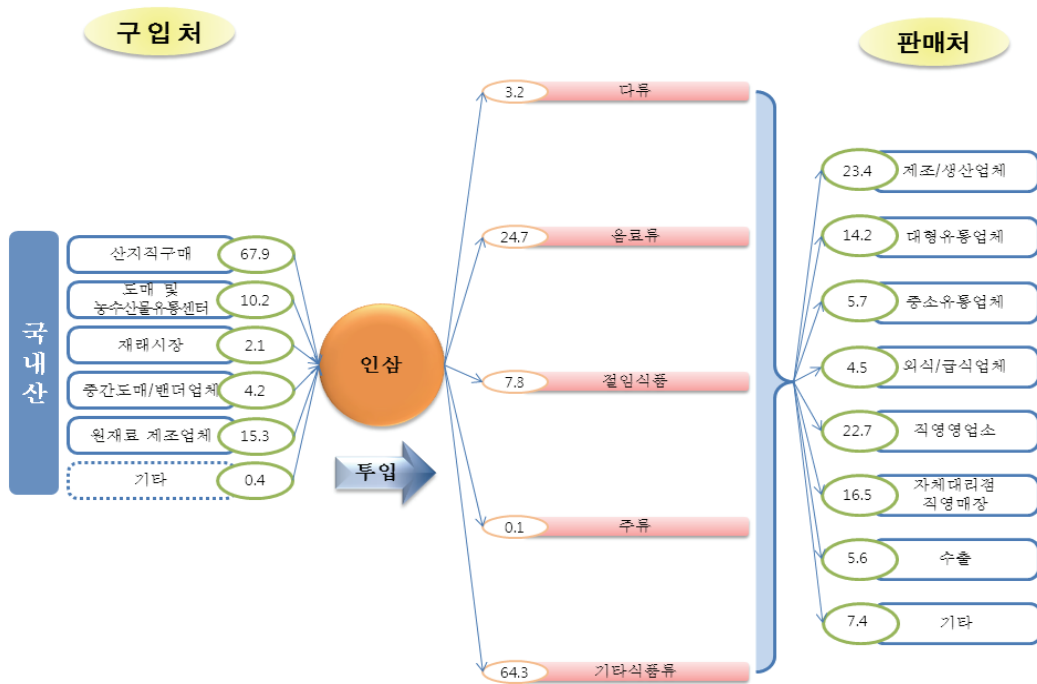 구입처
판매처
국내산
산지직구매
67.9
도매 및
농수산물유통센터
10.2
재래시장
2.1
중간도매/밴더업체
4.2
원재료 제조업체
15.3
기타
0.4
인삼
투입
3.2
다류
24.7
음료류
7.3
절임식품
0.1
주류
64.3
기타식품류
23.4
제조/생산업체
14.2
대형유통업체
5.7
중소유통업체
4.5
외식/급식업체
22.7
직영영업소
16.5
자체대리점
직영매장
5.6
수출
7.4
기타